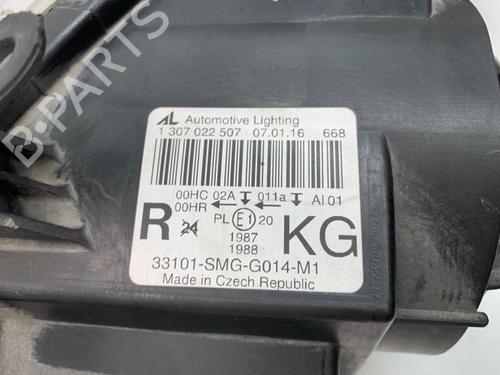 B-PARTS
AL Automotive Lighting
1 307 022 507 07.01.16 668
00HC 02A 011a AI 01
00HR
R 24 PL E1 20 KG
1987
1988
33101-SMG-G014-M1
Made in Czech Republic